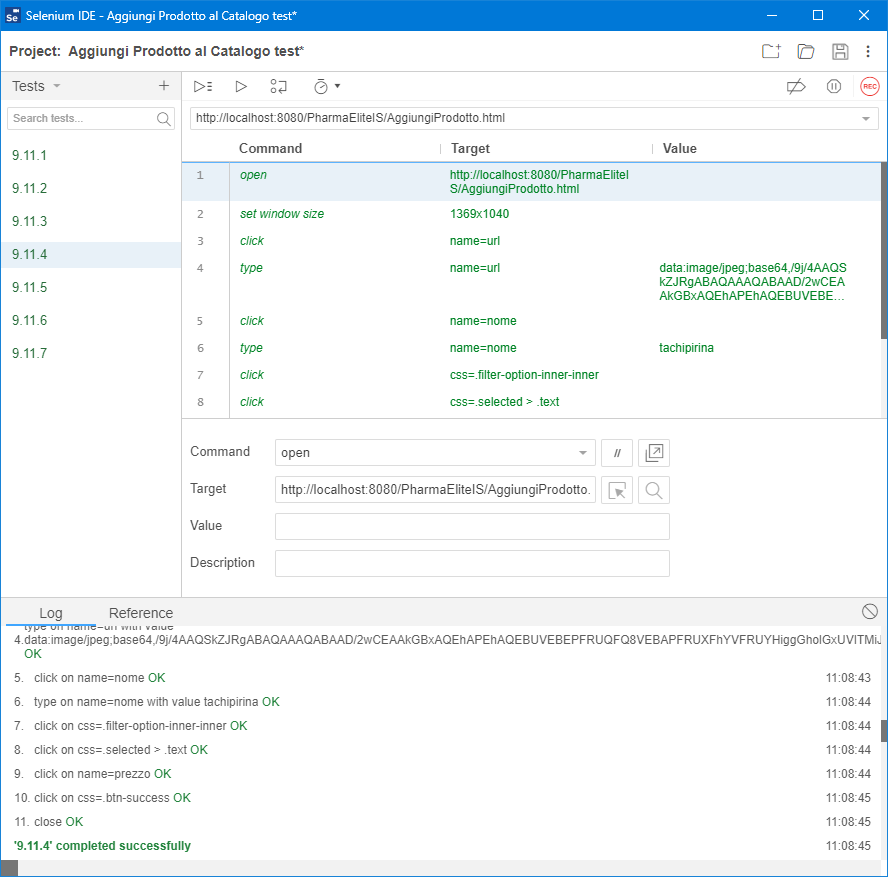 Se Selenium IDE - Aggiungi Prodotto al Catalogo test*
Project: Aggiungi Prodotto al Catalogo test*
Tests
Search tests...
9.11.1
9.11.2
9.11.3
9.11.4
9.11.5
9.11.6
9.11.7
REC
http://localhost:8080/PharmaEliteIS/AggiungiProdotto.html
Command Target Value
1 open http://localhost:8080/PharmaEliteI
S/AggiungiProdotto.html
2 set window size 1369x1040
3 click name=url
4 type name=url data:image/jpeg;base64,/9j/4AAQS
kZJRgABAQAAAQABAAD/2wCEA
AkGBxAQEhAPEhAQEBUVEBE...
5 click name=nome
6 type name=nome tachipirina
7 click css=.filter-option-inner-inner
8 click css=.selected > .text
Command open //
Target http://localhost:8080/PharmaEliteIS/AggiungiProdotto.
Value
Description
Log Reference
type on name=url with value
4. data:image/jpeg;base64,/9j/4AAQSkZJRgABAQAAAQABAAD/2wCEAAkGBxAQEhAPEhAQEBUVEBEPFRUQFQ8VEBAPFRUXFhYVFRUYHiggGholGxUVITMiJ
OK
5. click on name=nome OK 11:08:43
6. type on name=nome with value tachipirina OK 11:08:44
7. click on css=.filter-option-inner-inner OK 11:08:44
8. click on css=.selected > .text OK 11:08:44
9. click on name=prezzo OK 11:08:44
10. click on css=.btn-success OK 11:08:45
11. close OK 11:08:45
'9.11.4' completed successfully 11:08:45